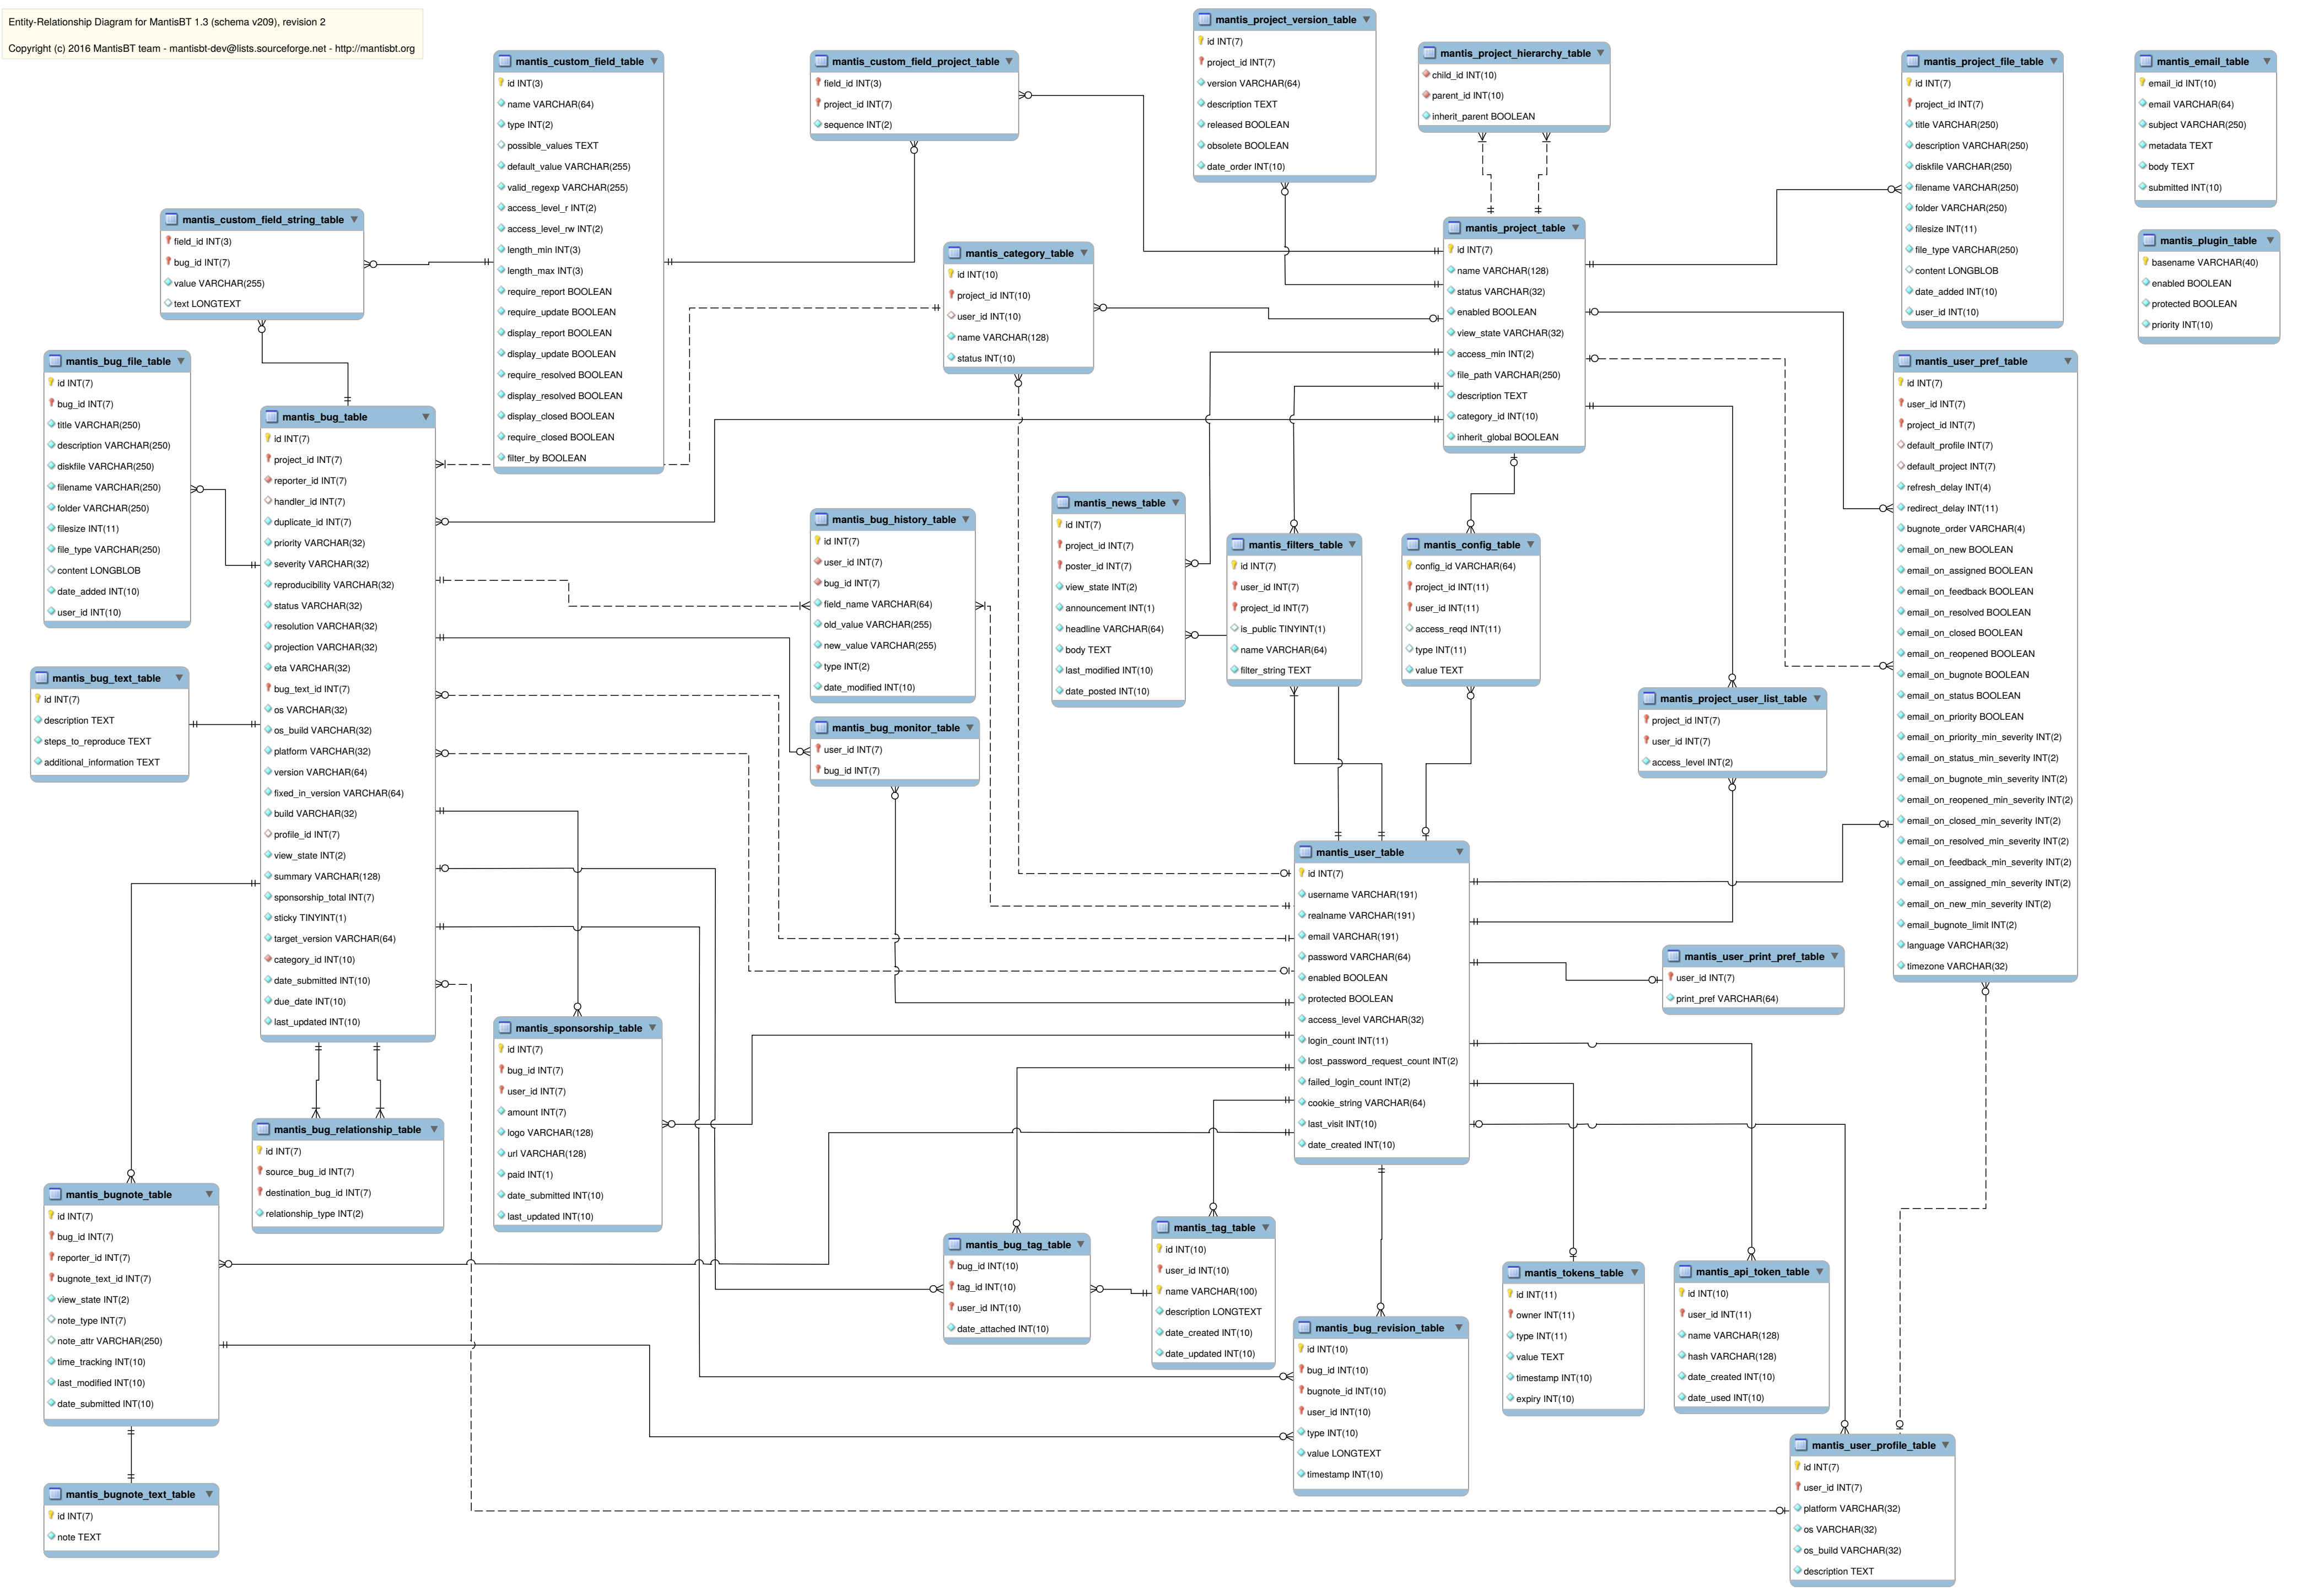 Entity-Relationship Diagram for MantisBT 1.3 (schema v209), revision 2
Copyright (c) 2016 MantisBT team - mantisbt-dev@lists.sourceforge.net - http://mantisbt.org
mantis_custom_field_table
id INT(3)
name VARCHAR(64)
type INT(2)
possible_values TEXT
default_value VARCHAR(255)
valid_regexp VARCHAR(255)
access_level_r INT(2)
access_level_rw INT(2)
length_min INT(3)
length_max INT(3)
require_report BOOLEAN
require_update BOOLEAN
display_report BOOLEAN
display_update BOOLEAN
require_resolved BOOLEAN
display_resolved BOOLEAN
display_closed BOOLEAN
require_closed BOOLEAN
filter_by BOOLEAN
mantis_custom_field_project_table
field_id INT(3)
project_id INT(7)
sequence INT(2)
mantis_project_version_table
id INT(7)
project_id INT(7)
version VARCHAR(64)
description TEXT
released BOOLEAN
obsolete BOOLEAN
date_order INT(10)
mantis_project_hierarchy_table
child_id INT(10)
parent_id INT(10)
inherit_parent BOOLEAN
mantis_project_file_table
id INT(7)
project_id INT(7)
title VARCHAR(250)
description VARCHAR(250)
diskfile VARCHAR(250)
filename VARCHAR(250)
folder VARCHAR(250)
filesize INT(11)
file_type VARCHAR(250)
content LONGBLOB
date_added INT(10)
user_id INT(10)
mantis_email_table
email_id INT(10)
email VARCHAR(64)
subject VARCHAR(250)
metadata TEXT
body TEXT
submitted INT(10)
mantis_plugin_table
basename VARCHAR(40)
enabled BOOLEAN
protected BOOLEAN
priority INT(10)
mantis_custom_field_string_table
field_id INT(3)
bug_id INT(7)
value VARCHAR(255)
text LONGTEXT
mantis_category_table
id INT(10)
project_id INT(10)
user_id INT(10)
name VARCHAR(128)
status INT(10)
mantis_project_table
id INT(7)
name VARCHAR(128)
status VARCHAR(32)
enabled BOOLEAN
view_state VARCHAR(32)
access_min INT(2)
file_path VARCHAR(250)
description TEXT
category_id INT(10)
inherit_global BOOLEAN
mantis_bug_file_table
id INT(7)
bug_id INT(7)
title VARCHAR(250)
description VARCHAR(250)
diskfile VARCHAR(250)
filename VARCHAR(250)
folder VARCHAR(250)
filesize INT(11)
file_type VARCHAR(250)
content LONGBLOB
date_added INT(10)
user_id INT(10)
mantis_bug_table
id INT(7)
project_id INT(7)
reporter_id INT(7)
handler_id INT(7)
duplicate_id INT(7)
priority VARCHAR(32)
severity VARCHAR(32)
reproducibility VARCHAR(32)
status VARCHAR(32)
resolution VARCHAR(32)
projection VARCHAR(32)
eta VARCHAR(32)
bug_text_id INT(7)
os VARCHAR(32)
os_build VARCHAR(32)
platform VARCHAR(32)
version VARCHAR(64)
fixed_in_version VARCHAR(64)
build VARCHAR(32)
profile_id INT(7)
view_state INT(2)
summary VARCHAR(128)
sponsorship_total INT(7)
sticky TINYINT(1)
target_version VARCHAR(64)
category_id INT(10)
date_submitted INT(10)
due_date INT(10)
last_updated INT(10)
mantis_user_pref_table
id INT(7)
user_id INT(7)
project_id INT(7)
default_profile INT(7)
default_project INT(7)
refresh_delay INT(4)
redirect_delay INT(11)
bugnote_order VARCHAR(4)
email_on_new BOOLEAN
email_on_assigned BOOLEAN
email_on_feedback BOOLEAN
email_on_resolved BOOLEAN
email_on_closed BOOLEAN
email_on_reopened BOOLEAN
email_on_bugnote BOOLEAN
email_on_status BOOLEAN
email_on_priority BOOLEAN
email_on_priority_min_severity INT(2)
email_on_status_min_severity INT(2)
email_on_bugnote_min_severity INT(2)
email_on_reopened_min_severity INT(2)
email_on_closed_min_severity INT(2)
email_on_resolved_min_severity INT(2)
email_on_feedback_min_severity INT(2)
email_on_assigned_min_severity INT(2)
email_on_new_min_severity INT(2)
email_bugnote_limit INT(2)
language VARCHAR(32)
timezone VARCHAR(32)
mantis_bug_history_table
id INT(7)
user_id INT(7)
bug_id INT(7)
field_name VARCHAR(64)
old_value VARCHAR(255)
new_value VARCHAR(255)
type INT(2)
date_modified INT(10)
mantis_news_table
id INT(7)
project_id INT(7)
poster_id INT(7)
view_state INT(2)
announcement INT(1)
headline VARCHAR(64)
body TEXT
last_modified INT(10)
date_posted INT(10)
mantis_filters_table
id INT(7)
user_id INT(7)
project_id INT(7)
is_public TINYINT(1)
name VARCHAR(64)
filter_string TEXT
mantis_config_table
config_id VARCHAR(64)
project_id INT(11)
user_id INT(11)
access_reqd INT(11)
type INT(11)
value TEXT
mantis_bug_text_table
id INT(7)
description TEXT
steps_to_reproduce TEXT
additional_information TEXT
mantis_bug_monitor_table
user_id INT(7)
bug_id INT(7)
mantis_project_user_list_table
project_id INT(7)
user_id INT(7)
access_level INT(2)
mantis_user_table
id INT(7)
username VARCHAR(191)
realname VARCHAR(191)
email VARCHAR(191)
password VARCHAR(64)
enabled BOOLEAN
protected BOOLEAN
access_level VARCHAR(32)
login_count INT(11)
lost_password_request_count INT(2)
failed_login_count INT(2)
cookie_string VARCHAR(64)
last_visit INT(10)
date_created INT(10)
mantis_user_print_pref_table
user_id INT(7)
print_pref VARCHAR(64)
mantis_sponsorship_table
id INT(7)
bug_id INT(7)
user_id INT(7)
amount INT(7)
logo VARCHAR(128)
url VARCHAR(128)
paid INT(1)
date_submitted INT(10)
last_updated INT(10)
mantis_bug_relationship_table
id INT(7)
source_bug_id INT(7)
destination_bug_id INT(7)
relationship_type INT(2)
mantis_bugnote_table
id INT(7)
bug_id INT(7)
reporter_id INT(7)
bugnote_text_id INT(7)
view_state INT(2)
note_type INT(7)
note_attr VARCHAR(250)
time_tracking INT(10)
last_modified INT(10)
date_submitted INT(10)
mantis_bug_tag_table
bug_id INT(10)
tag_id INT(10)
user_id INT(10)
date_attached INT(10)
mantis_tag_table
id INT(10)
user_id INT(10)
name VARCHAR(100)
description LONGTEXT
date_created INT(10)
date_updated INT(10)
mantis_bug_revision_table
id INT(10)
bug_id INT(10)
bugnote_id INT(10)
user_id INT(10)
type INT(10)
value LONGTEXT
timestamp INT(10)
mantis_tokens_table
id INT(11)
owner INT(11)
type INT(11)
value TEXT
timestamp INT(10)
expiry INT(10)
mantis_api_token_table
id INT(10)
user_id INT(11)
name VARCHAR(128)
hash VARCHAR(128)
date_created INT(10)
date_used INT(10)
mantis_user_profile_table
id INT(7)
user_id INT(7)
platform VARCHAR(32)
os VARCHAR(32)
os_build VARCHAR(32)
description TEXT
mantis_bugnote_text_table
id INT(7)
note TEXT